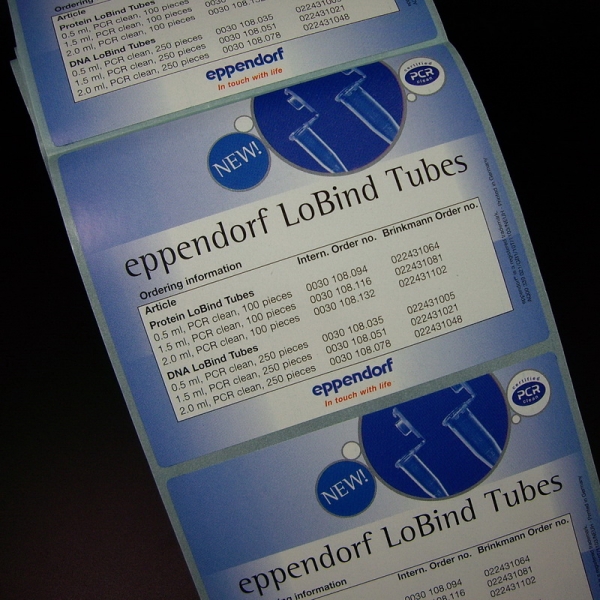 Ordering
Article
Protein LoBind Tubes
0.5 ml, PCR clean, 100 pieces
1.5 ml, PCR clean, 100 pieces
2.0 ml, PCR clean, 100 pieces
DNA LoBind Tubes
0.5 ml, PCR clean, 250 pieces 0030 108.035
1.5 ml, PCR clean, 250 pieces 0030 108.051 022431021
2.0 ml, PCR clean, 250 pieces 0030 108.078 022431048
eppendorf
In touch with life
certified
PCR
clean
NEW!
eppendorf LoBind Tubes
Ordering information
Article Intern. Order no. Brinkmann Order no.
Protein LoBind Tubes
0.5 ml, PCR clean, 100 pieces 0030 108.094 022431064
1.5 ml, PCR clean, 100 pieces 0030 108.116 022431081
2.0 ml, PCR clean, 100 pieces 0030 108.132 022431102
DNA LoBind Tubes
0.5 ml, PCR clean, 250 pieces 0030 108.035 022431005
1.5 ml, PCR clean, 250 pieces 0030 108.051 022431021
2.0 ml, PCR clean, 250 pieces 0030 108.078 022431048
eppendorf
In touch with life
certified
PCR
clean
NEW!
eppendorf LoBind Tubes
information
Intern. Order no. Brinkmann Order no.
0030 108.094 022431064
022431081
022431102